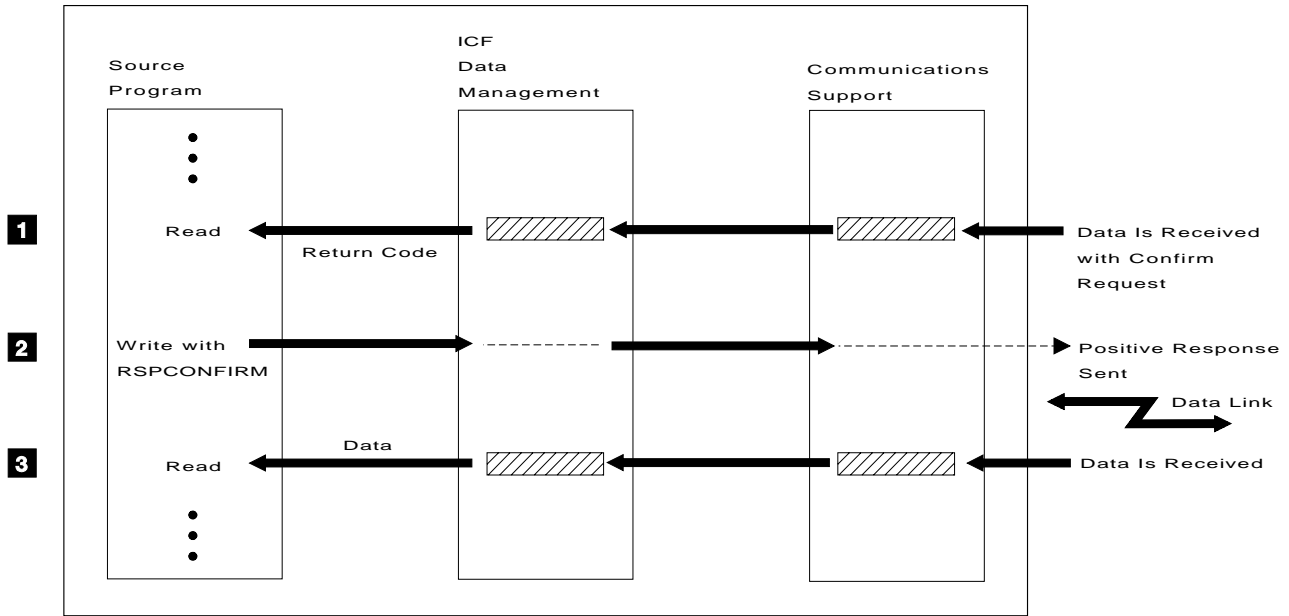 Source
Program
ICF
Data
Management
Communications
Support
1
Read
Return Code
Data Is Received
with Confirm
Request
2
Write with
RSPCONFIRM
Positive Response
Sent
Data Link
3
Read
Data
Data Is Received